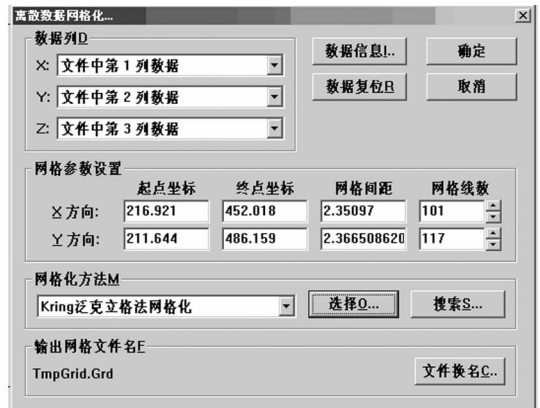 离散数据网格化...
数据列D
X: 文件中第 1 列数据
Y: 文件中第 2 列数据
Z: 文件中第 3 列数据
数据信息I..
确定
数据复位R
取消
网格参数设置
起点坐标 终点坐标 网格间距 网格线数
X方向: 216.921 452.018 2.35097 101
Y方向: 211.644 486.159 2.366508620 117
网格化方法M
Kring泛克立格法网格化
选择O...
搜索S...
输出网格文件名F
TmpGrid.Grd
文件换名C..